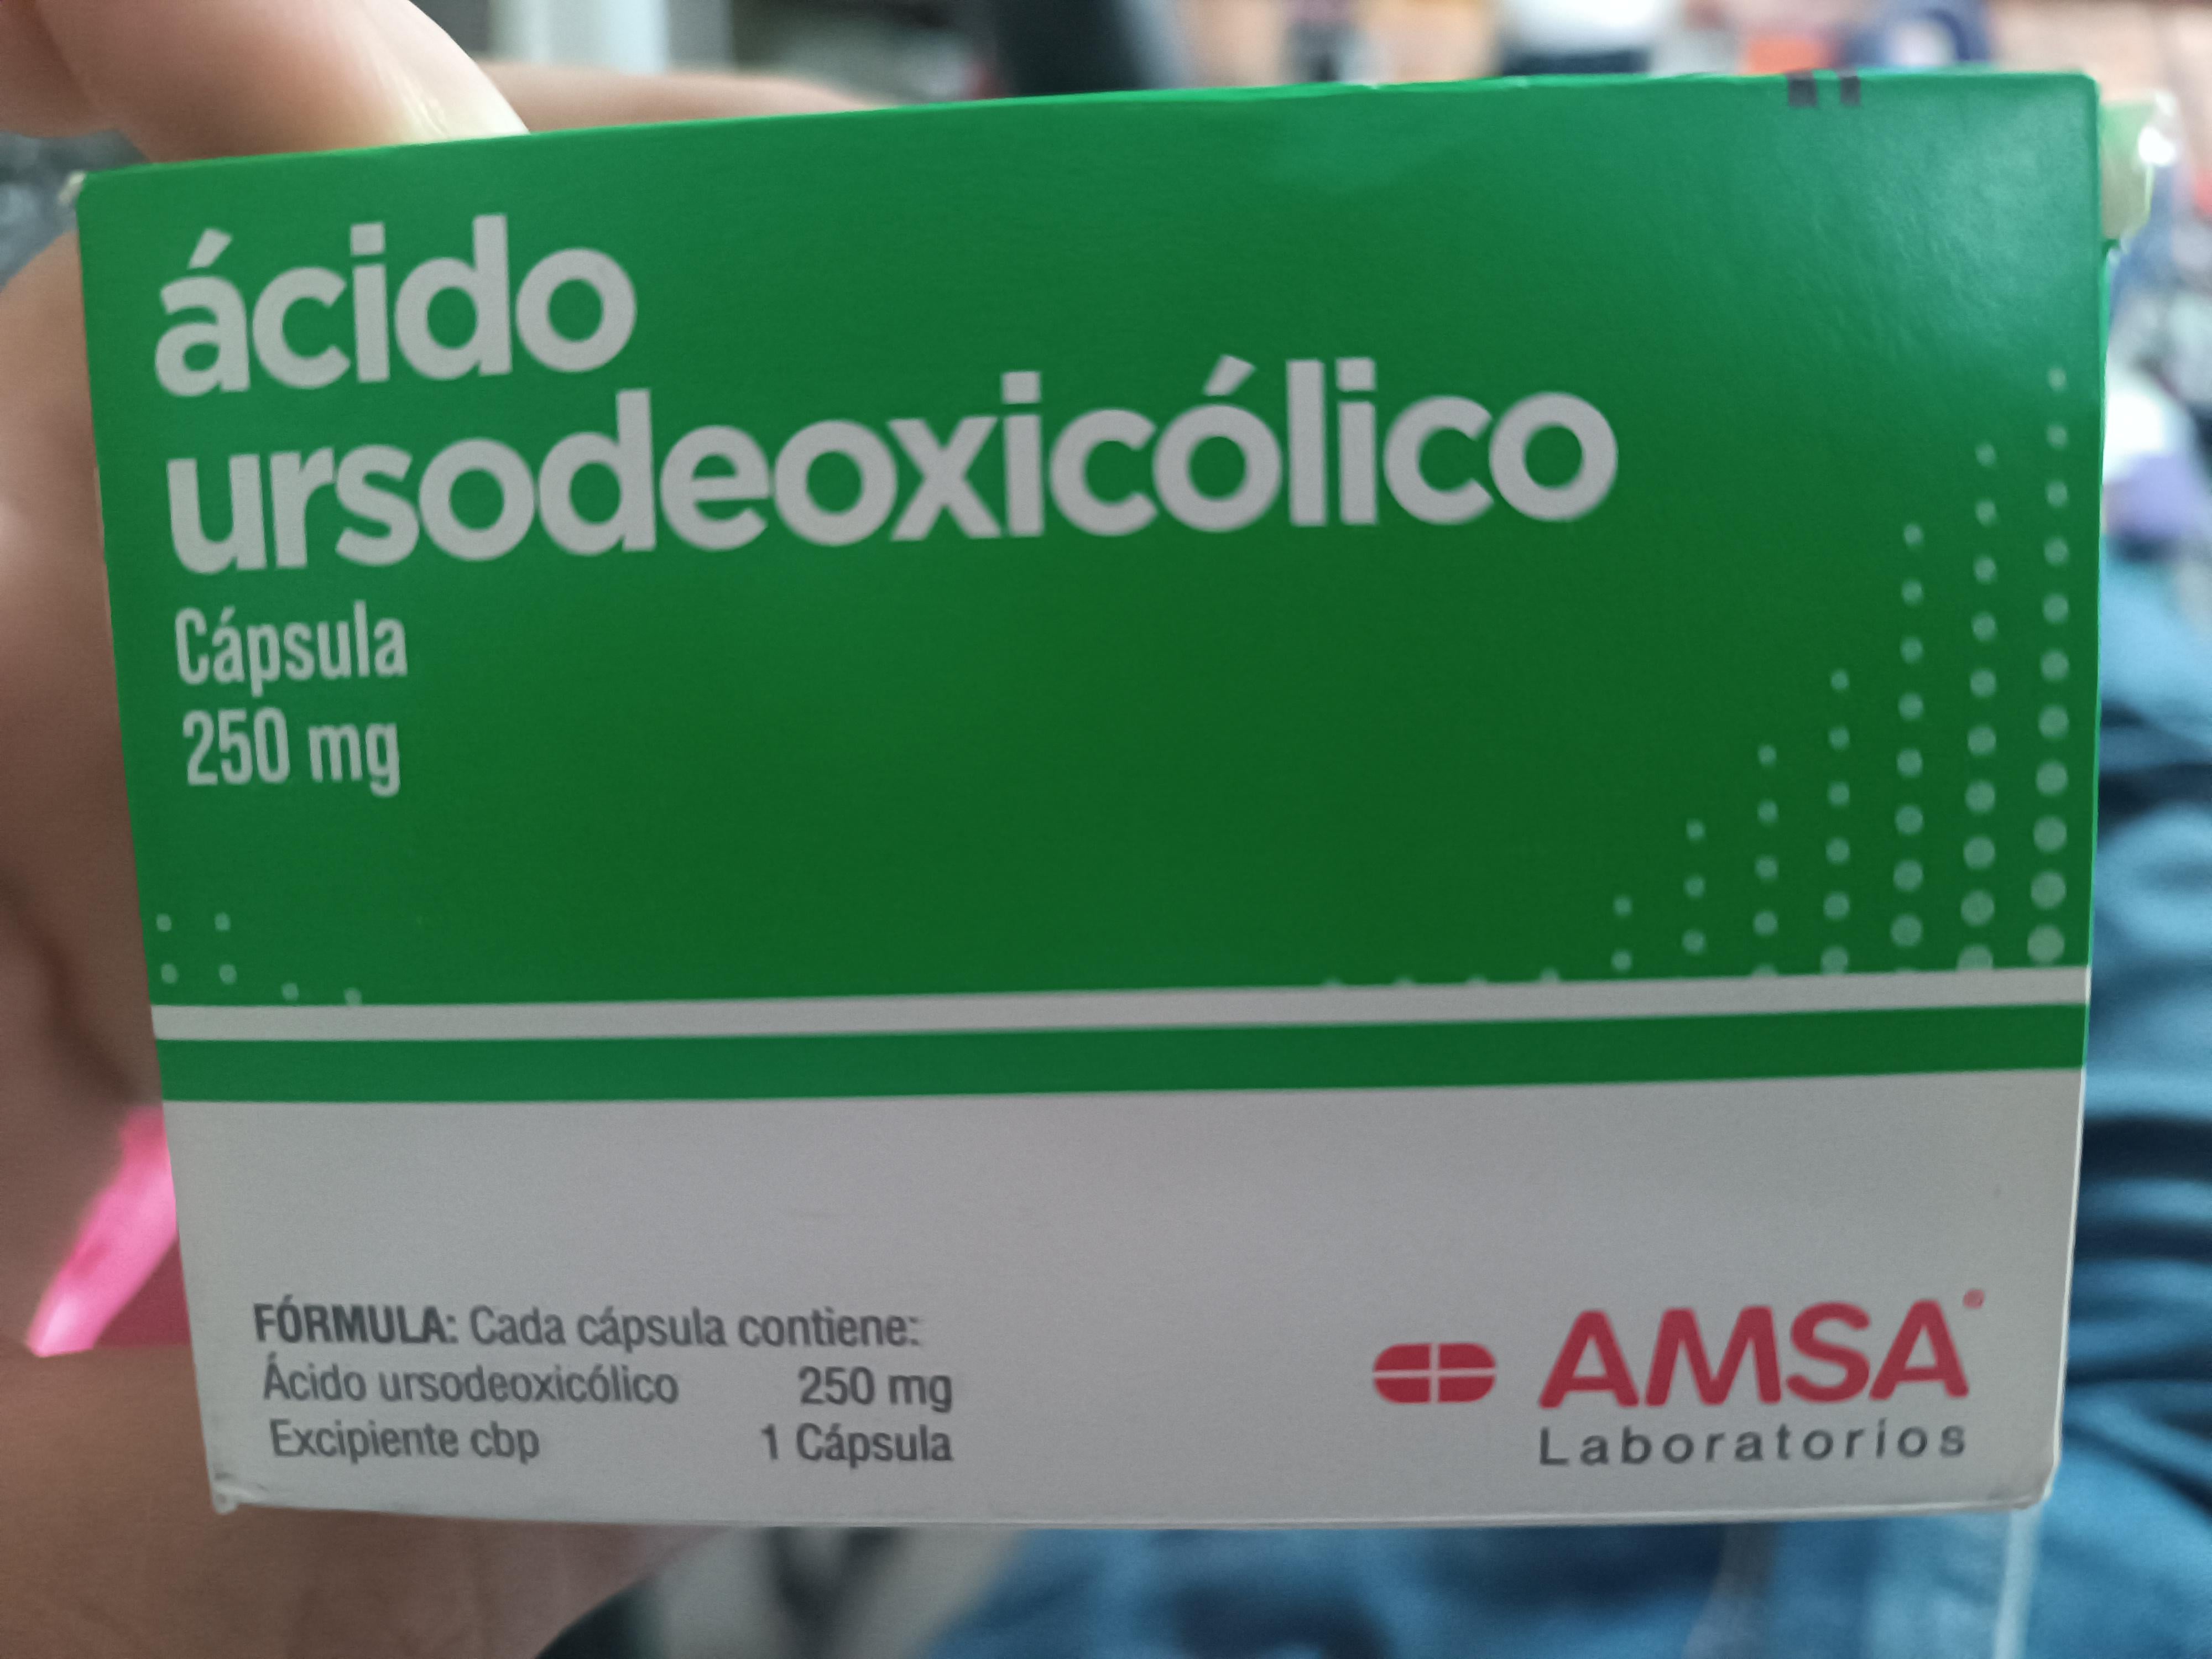 ácido
ursodeoxicólico
Cápsula
250 mg
FÓRMULA: Cada cápsula contiene:
Ácido ursodeoxicólico 250 mg
Excipiente cbp 1 Cápsula
AMSA®
Laboratorios